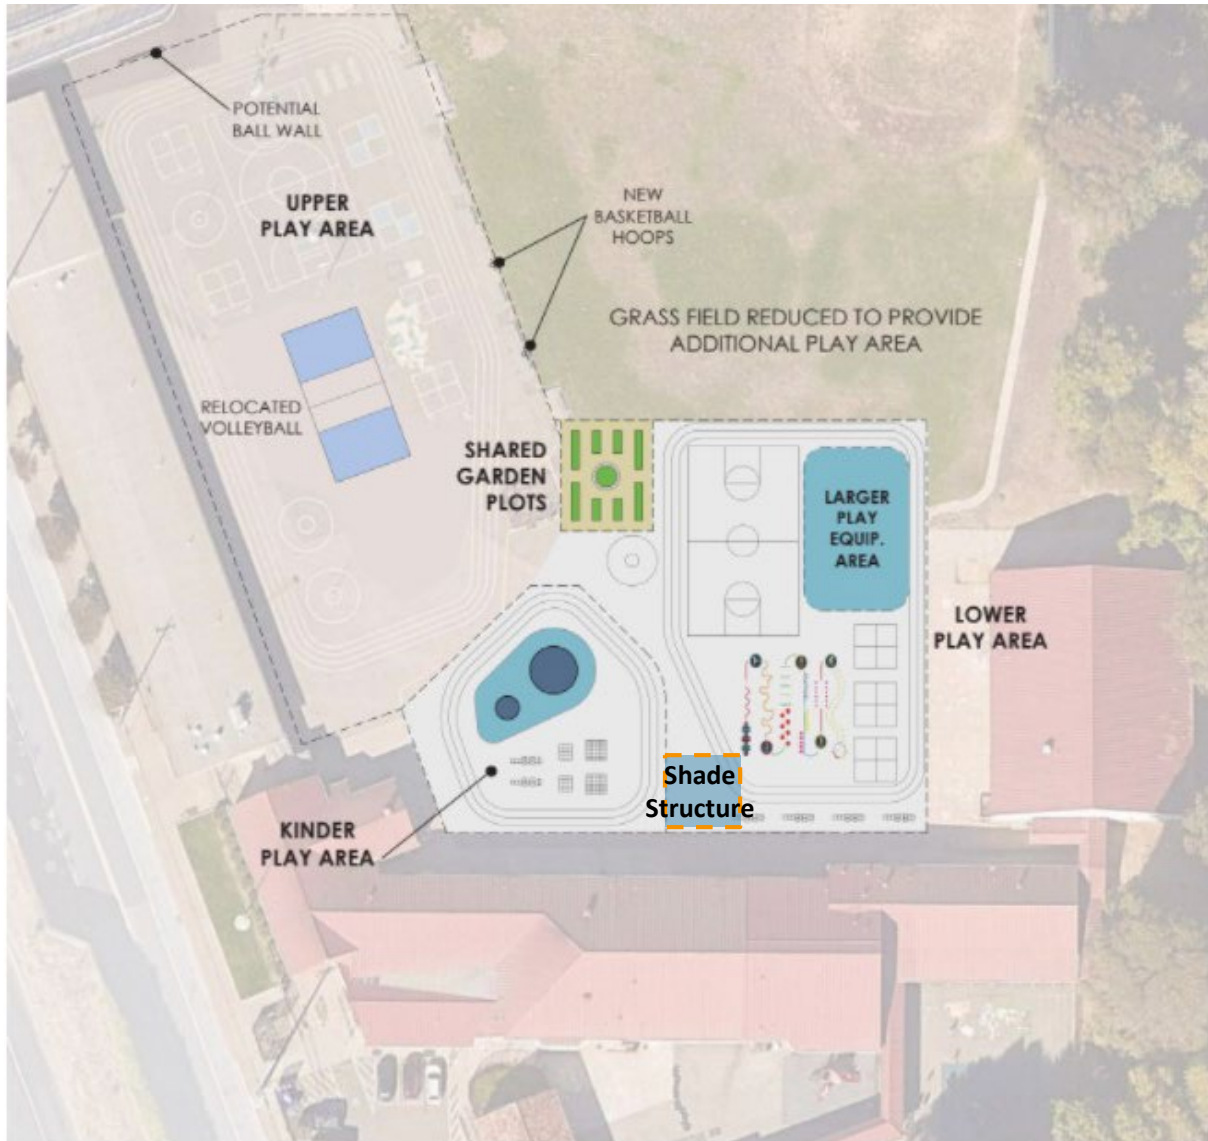 POTENTIAL
BALL WALL
UPPER
PLAY AREA
NEW
BASKETBALL
HOOPS
GRASS FIELD REDUCED TO PROVIDE
ADDITIONAL PLAY AREA
RELOCATED
VOLLEYBALL
SHARED
GARDEN
PLOTS
LARGER
PLAY
EQUIP.
AREA
LOWER
PLAY AREA
Shade
Structure
KINDER
PLAY AREA